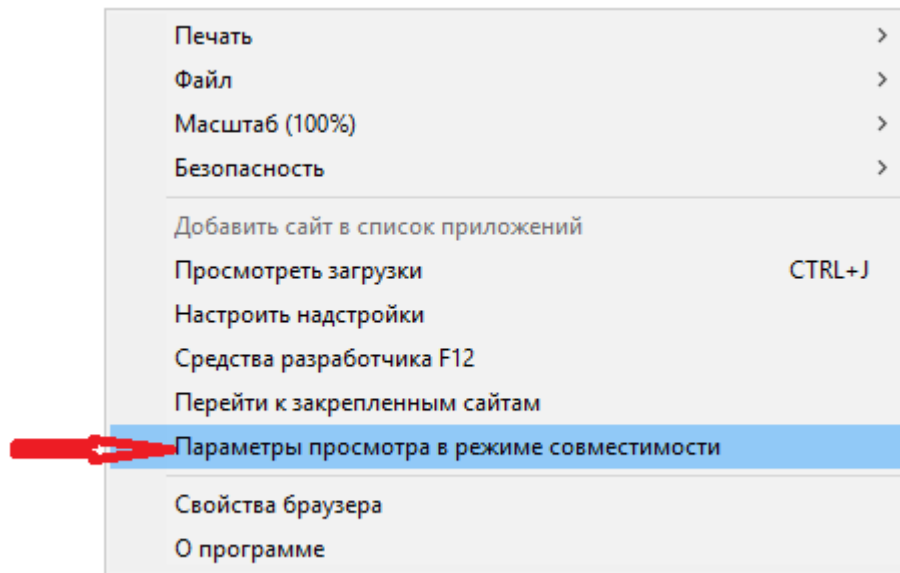 Печать
Файл
Масштаб (100%)
Безопасность
Добавить сайт в список приложений
Просмотреть загрузки CTRL+J
Настроить надстройки
Средства разработчика F12
Перейти к закрепленным сайтам
Параметры просмотра в режиме совместимости
Свойства браузера
О программе